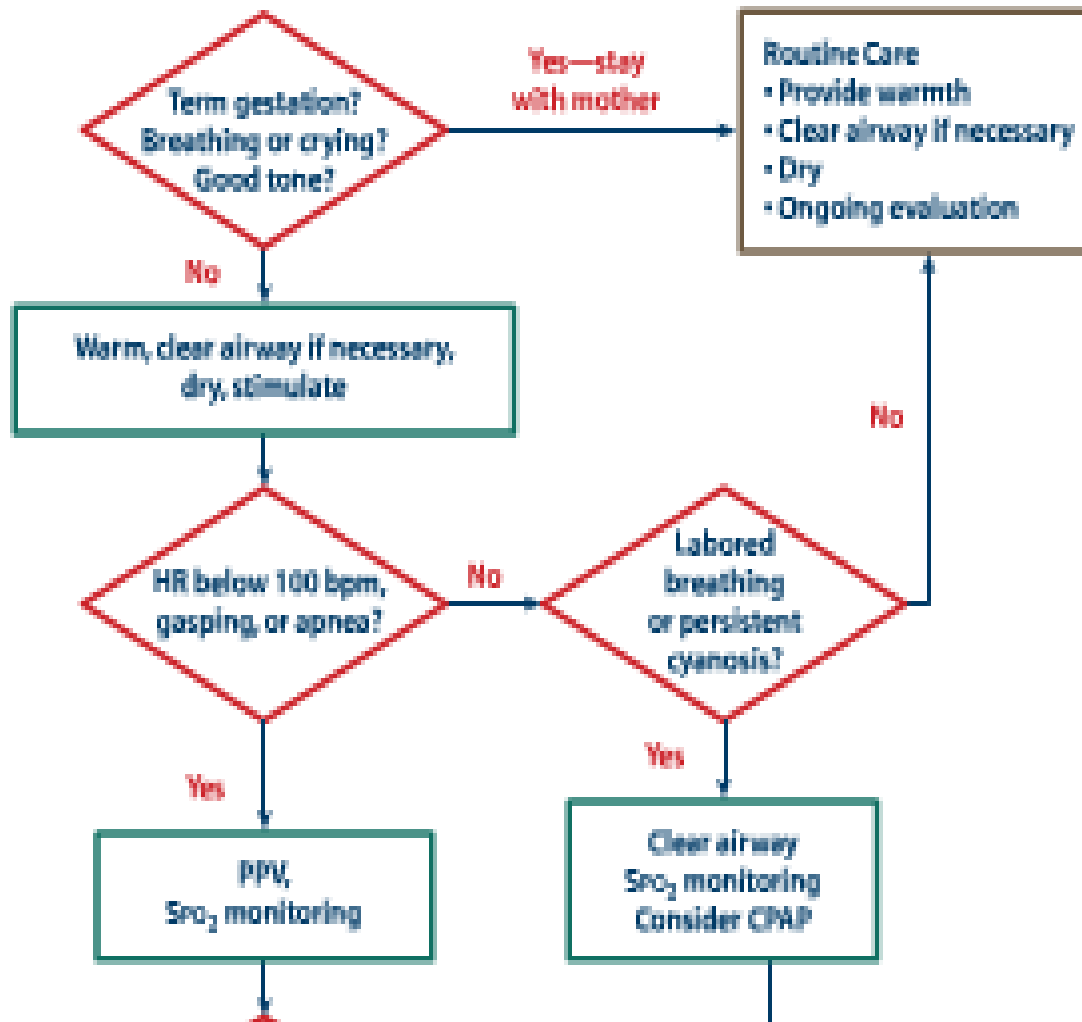 Term gestation?
Breathing or crying?
Good tone?
Yes—stay
with mother
Routine Care
• Provide warmth
• Clear airway if necessary
• Dry
• Ongoing evaluation
No
Warm, clear airway if necessary,
dry, stimulate
No
HR below 100 bpm,
gasping, or apnea?
No
Labored
breathing
or persistent
cyanosis?
Yes
Yes
PPV,
SPO₂ monitoring
Clear airway
SPO₂ monitoring
Consider CPAP